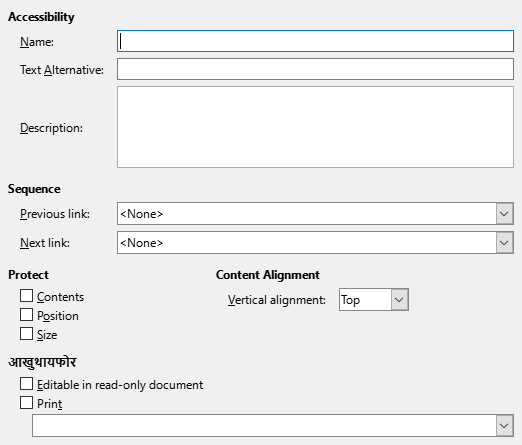 Accessibility
Name:
Text Alternative:
Description:
Sequence
Previous link: <None>
Next link: <None>
Protect Content Alignment
Contents Vertical alignment: Top
Position
Size
आखुथायफोर
Editable in read-only document
Print